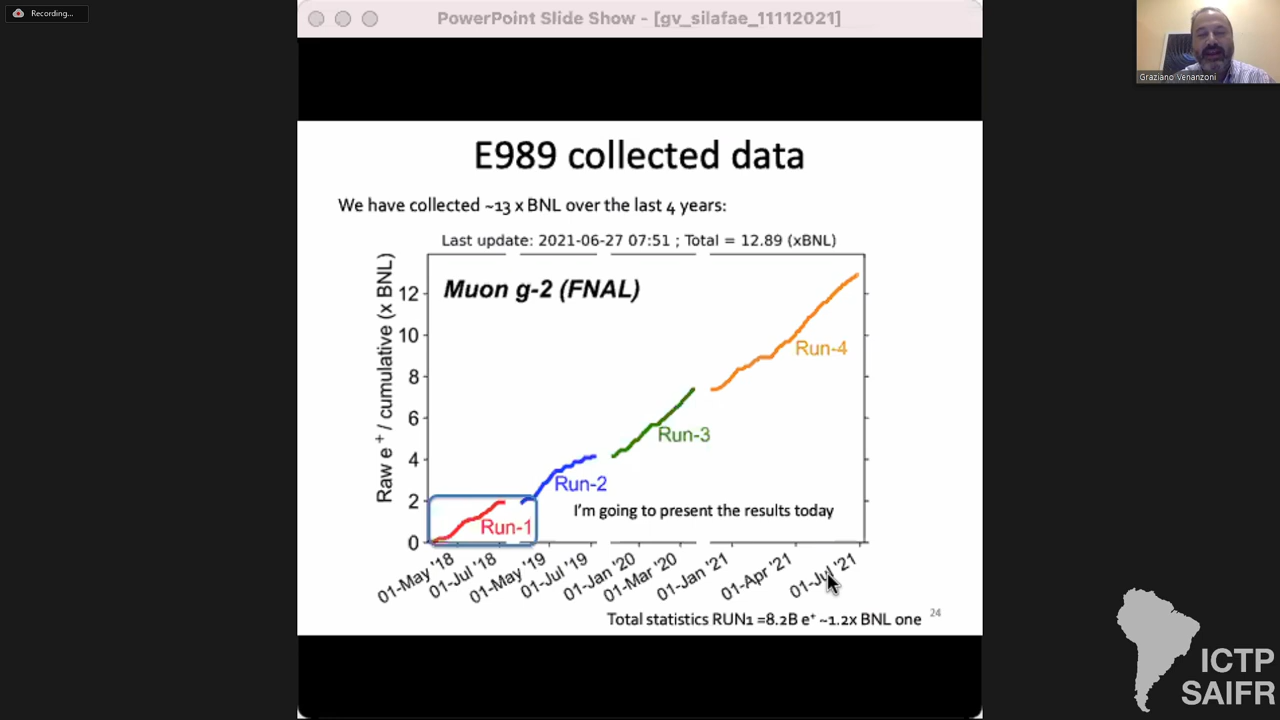 Recording...
PowerPoint Slide Show - [gv_silafae_11112021]
Graziano Venanzoni
E989 collected data
We have collected ~13 x BNL over the last 4 years:
Last update: 2021-06-27 07:51 ; Total = 12.89 (xBNL)
Muon g-2 (FNAL)
Raw e⁺ / cumulative (x BNL)
12
10
8
6
4
2
0
Run-4
Run-3
Run-2
Run-1
I'm going to present the results today
01-May '18
01-Jul '18
01-May '19
01-Jul '19
01-Jan '20
01-Mar '20
01-Jan '21
01-Apr '21
01-Jul '21
Total statistics RUN1 =8.2B e⁺ ~1.2x BNL one
24
ICTP
SAIFR